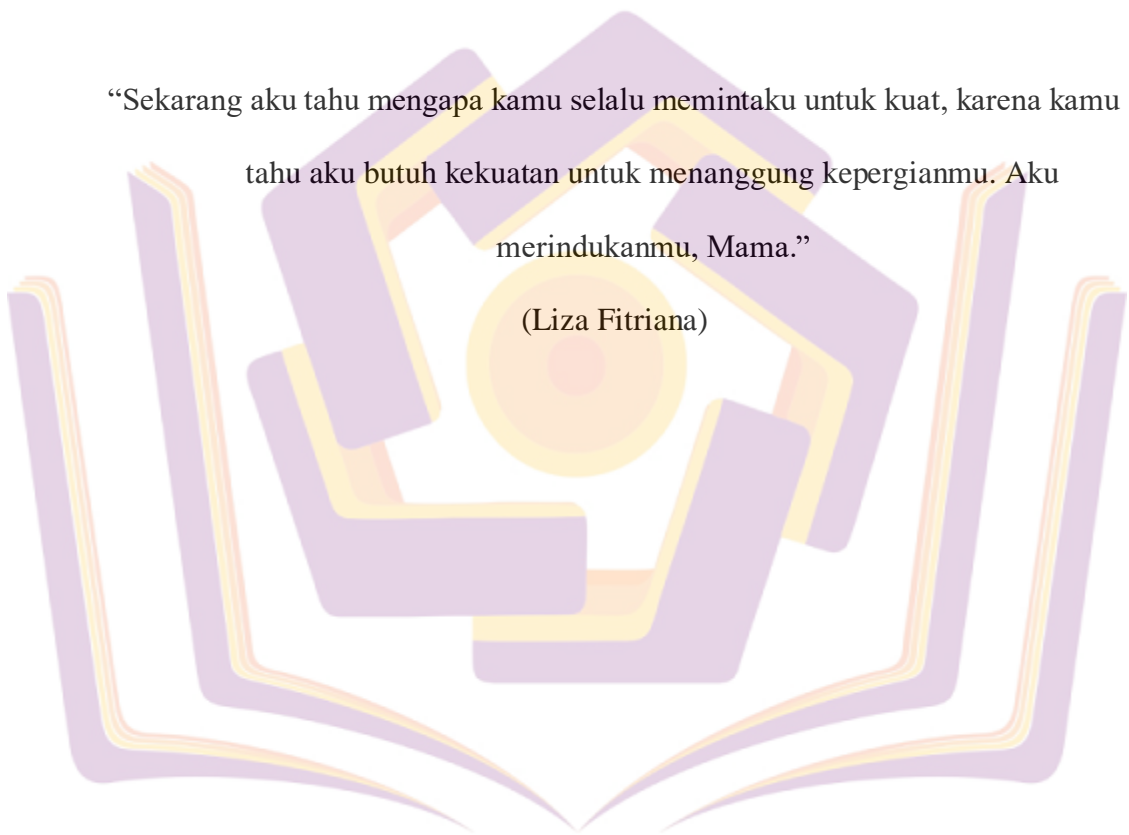 “Sekarang aku tahu mengapa kamu selalu memintaku untuk kuat, karena kamu
tahu aku butuh kekuatan untuk menanggung kepergianmu. Aku
merindukanmu, Mama.”
(Liza Fitriana)